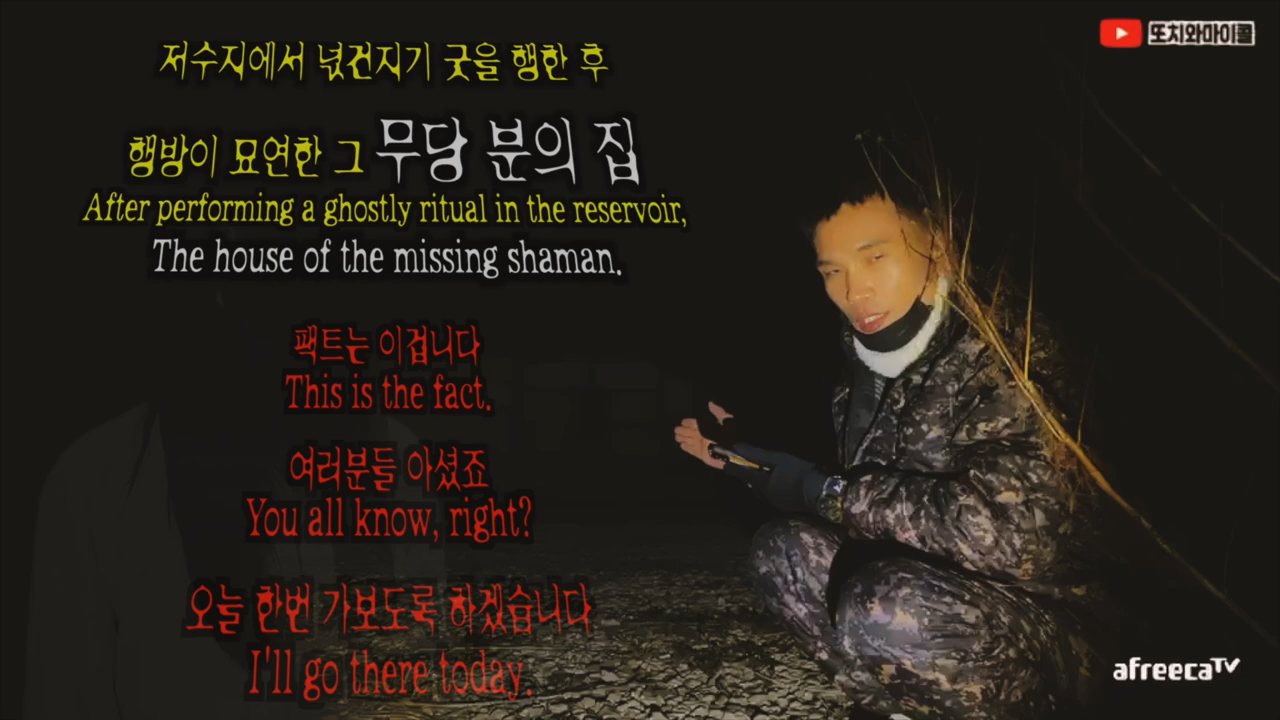 또치와마이콜
저수지에서 넋건지기 굿을 행한 후
행방이 묘연한 그 무당 분의 집
After performing a ghostly ritual in the reservoir,
The house of the missing shaman.
팩트는 이겁니다
This is the fact.
여러분들 아셨죠
You all know, right?
오늘 한번 가보도록 하겠습니다
I'll go there today.
afreecaTV